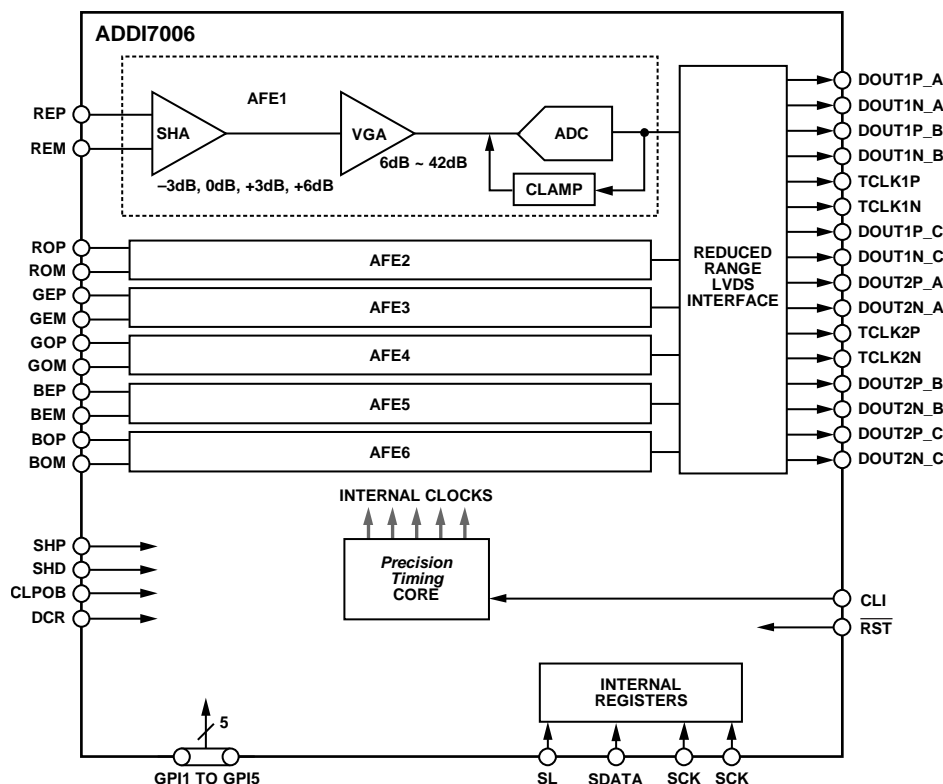 ADDI7006
AFE1
REP
REM
SHA
VGA
ADC
–3dB, 0dB, +3dB, +6dB
6dB ~ 42dB
CLAMP
ROP
ROM
AFE2
GEP
GEM
AFE3
GOP
GOM
AFE4
BEP
BEM
AFE5
BOP
BOM
AFE6
REDUCED
RANGE
LVDS
INTERFACE
DOUT1P_A
DOUT1N_A
DOUT1P_B
DOUT1N_B
TCLK1P
TCLK1N
DOUT1P_C
DOUT1N_C
DOUT2P_A
DOUT2N_A
TCLK2P
TCLK2N
DOUT2P_B
DOUT2N_B
DOUT2P_C
DOUT2N_C
INTERNAL CLOCKS
Precision
Timing
CORE
SHP
SHD
CLPOB
DCR
CLI
RST
INTERNAL
REGISTERS
5
GPI1 TO GPI5
SL
SDATA
SCK
SCK